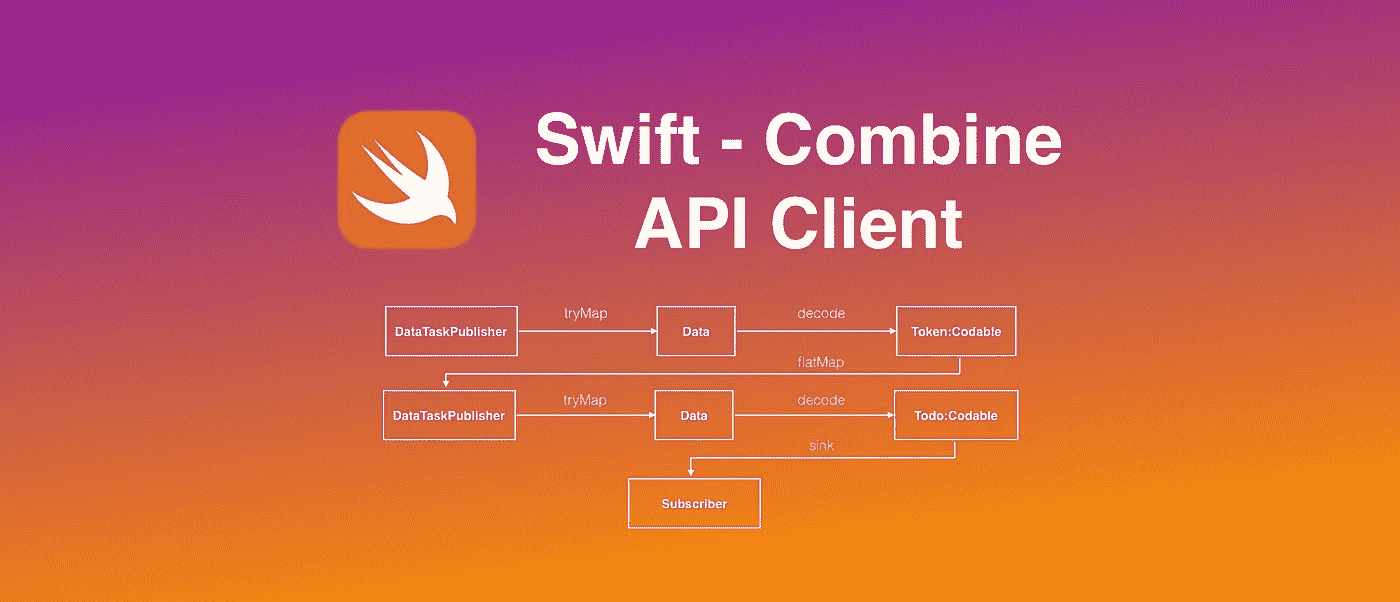 Swift - Combine
API Client
DataTaskPublisher
tryMap
Data
decode
Token:Codable
flatMap
DataTaskPublisher
tryMap
Data
decode
Todo:Codable
sink
Subscriber